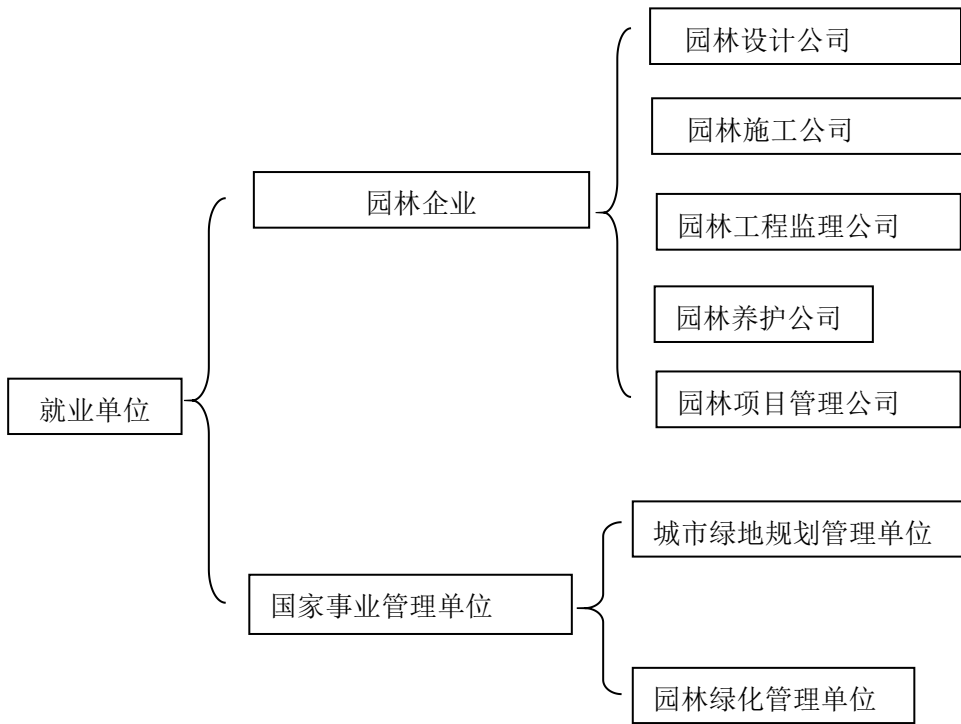 园林设计公司
园林施工公司
园林企业
园林工程监理公司
园林养护公司
就业单位
园林项目管理公司
城市绿地规划管理单位
国家事业管理单位
园林绿化管理单位